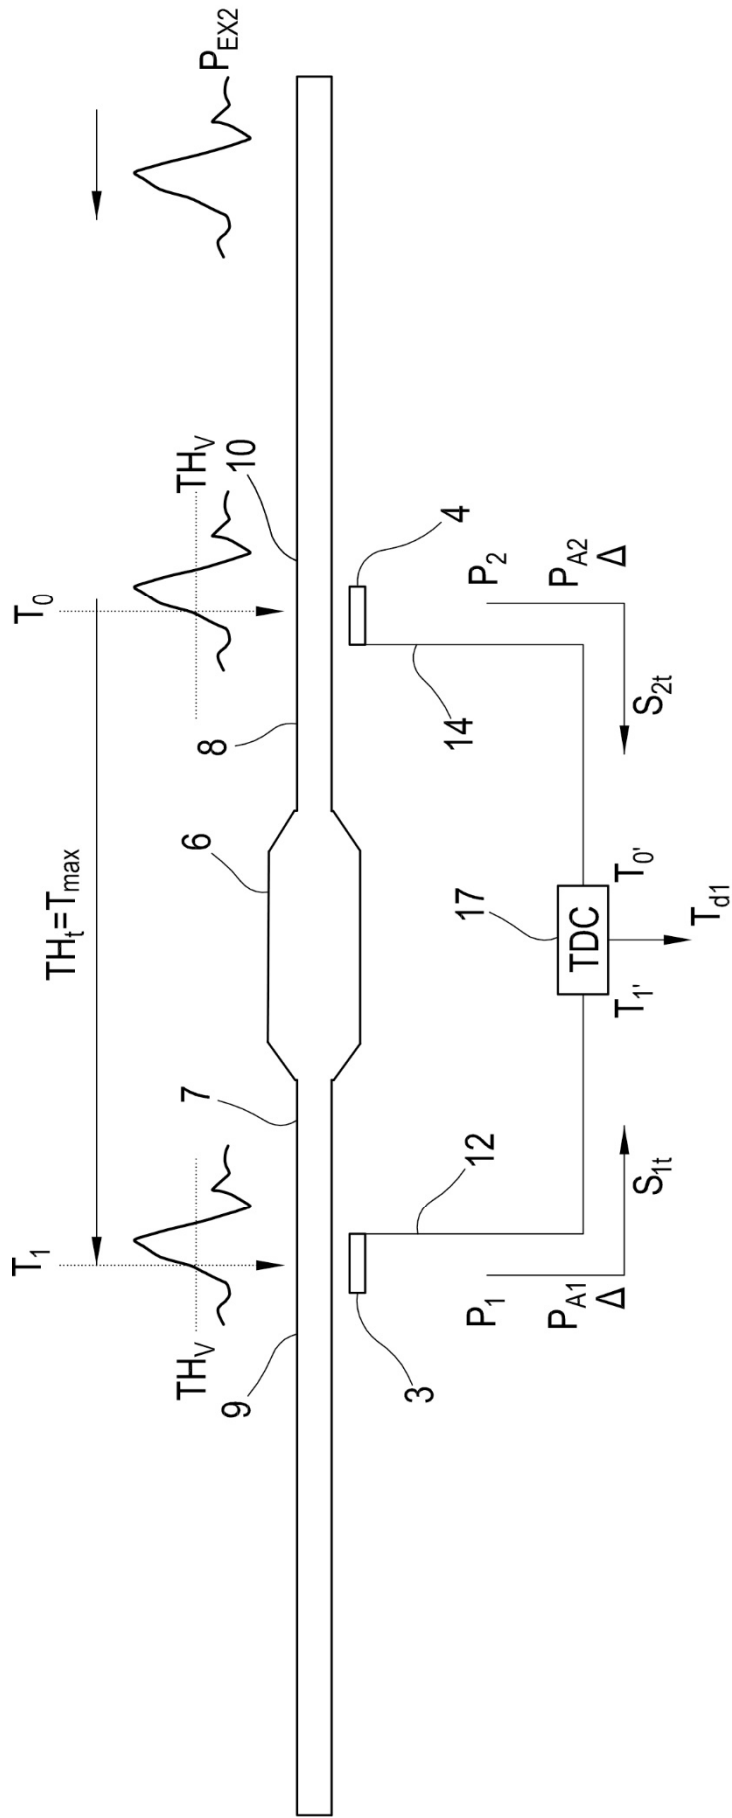 P_EX2
TH_t=T_max
T_1
T_0
TH_V
TH_V
9
7
6
8
10
3
12
17
14
4
P_1
P_2
TDC
T_1'
T_0'
P_A1
Δ
P_A2
Δ
S_1t
S_2t
T_d1